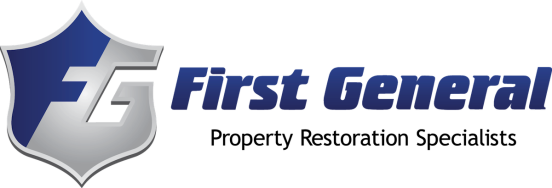 FG
First General
Property Restoration Specialists